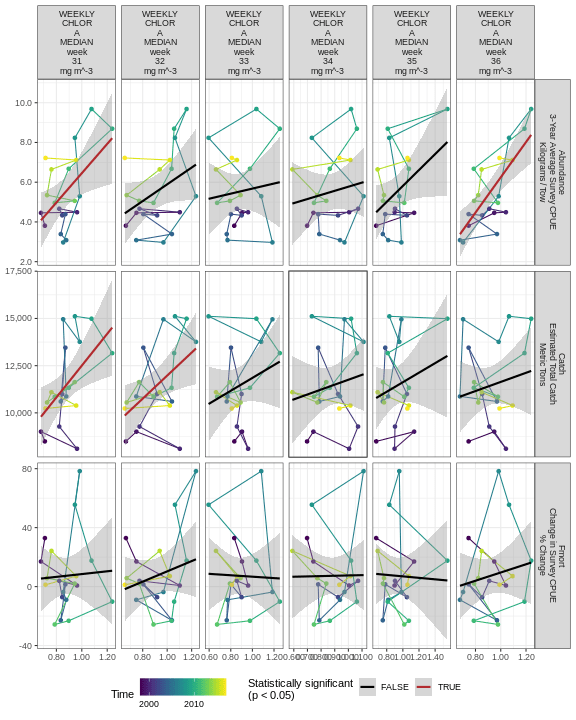 WEEKLY WEEKLY WEEKLY WEEKLY WEEKLY WEEKLY
CHLOR CHLOR CHLOR CHLOR CHLOR CHLOR
A A A A A A
MEDIAN MEDIAN MEDIAN MEDIAN MEDIAN MEDIAN
week week week week week week
31 32 33 34 35 36
mg m^-3 mg m^-3 mg m^-3 mg m^-3 mg m^-3 mg m^-3
10.0
8.0
6.0
4.0
2.0
Abundance
3-Year Average Survey CPUE
Kilograms / Tow
17,500
15,000
12,500
10,000
Catch
Estimated Total Catch
Metric Tons
80
40
0
-40
Fmort
Change in Survey CPUE
% Change
0.80 1.00 1.20 0.80 1.00 1.20 0.60 0.80 1.00 1.20 0.80 1.00 1.20 1.40 0.80 1.00 1.20
Time
2000 2010
Statistically significant
(p < 0.05)
FALSE TRUE